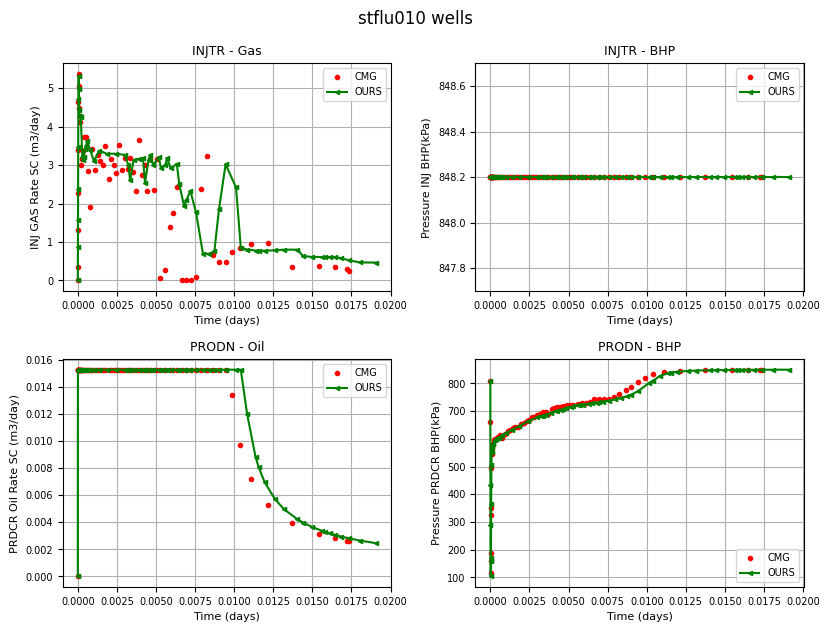 stflu010 wells
INJTR - Gas
INJ GAS Rate SC (m3/day)
5
4
3
2
1
0
CMG
OURS
0.0000 0.0025 0.0050 0.0075 0.0100 0.0125 0.0150 0.0175 0.0200
Time (days)
INJTR - BHP
Pressure INJ BHP(kPa)
848.6
848.4
848.2
848.0
847.8
CMG
OURS
0.0000 0.0025 0.0050 0.0075 0.0100 0.0125 0.0150 0.0175 0.0200
Time (days)
PRODN - Oil
PRDCR Oil Rate SC (m3/day)
0.016
0.014
0.012
0.010
0.008
0.006
0.004
0.002
0.000
CMG
OURS
0.0000 0.0025 0.0050 0.0075 0.0100 0.0125 0.0150 0.0175 0.0200
Time (days)
PRODN - BHP
Pressure PRDCR BHP(kPa)
800
700
600
500
400
300
200
100
CMG
OURS
0.0000 0.0025 0.0050 0.0075 0.0100 0.0125 0.0150 0.0175 0.0200
Time (days)